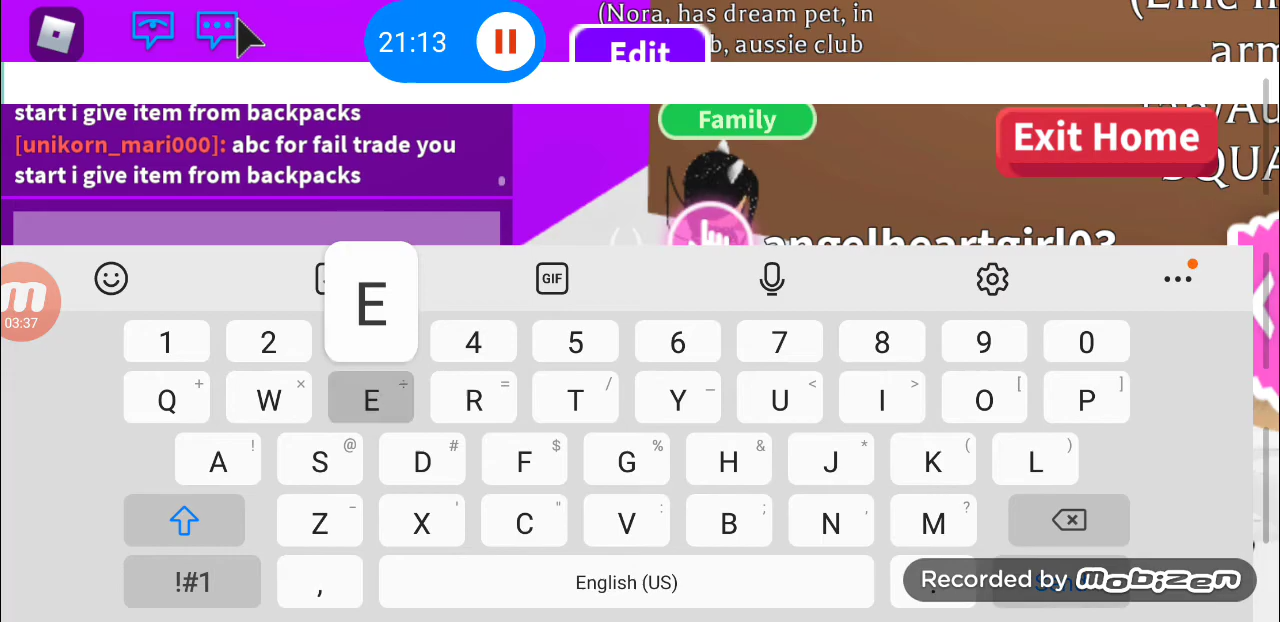 (Nora, has dream pet, in
21:13
Edit
b, aussie club
start i give item from backpacks
[unikorn_mari000]: abc for fail trade you
start i give item from backpacks
Family
Exit Home
angelheartgirl03
GIF
E
03:37
1 2 4 5 6 7 8 9 0
Q + W × E ÷ R = T / Y _ U < I > O [ P ]
A ! S @ D # F $ G % H & J * K ( L )
Z - X ' C " V : B ; N , M ?
!#1 , English (US)
Recorded by mobizen